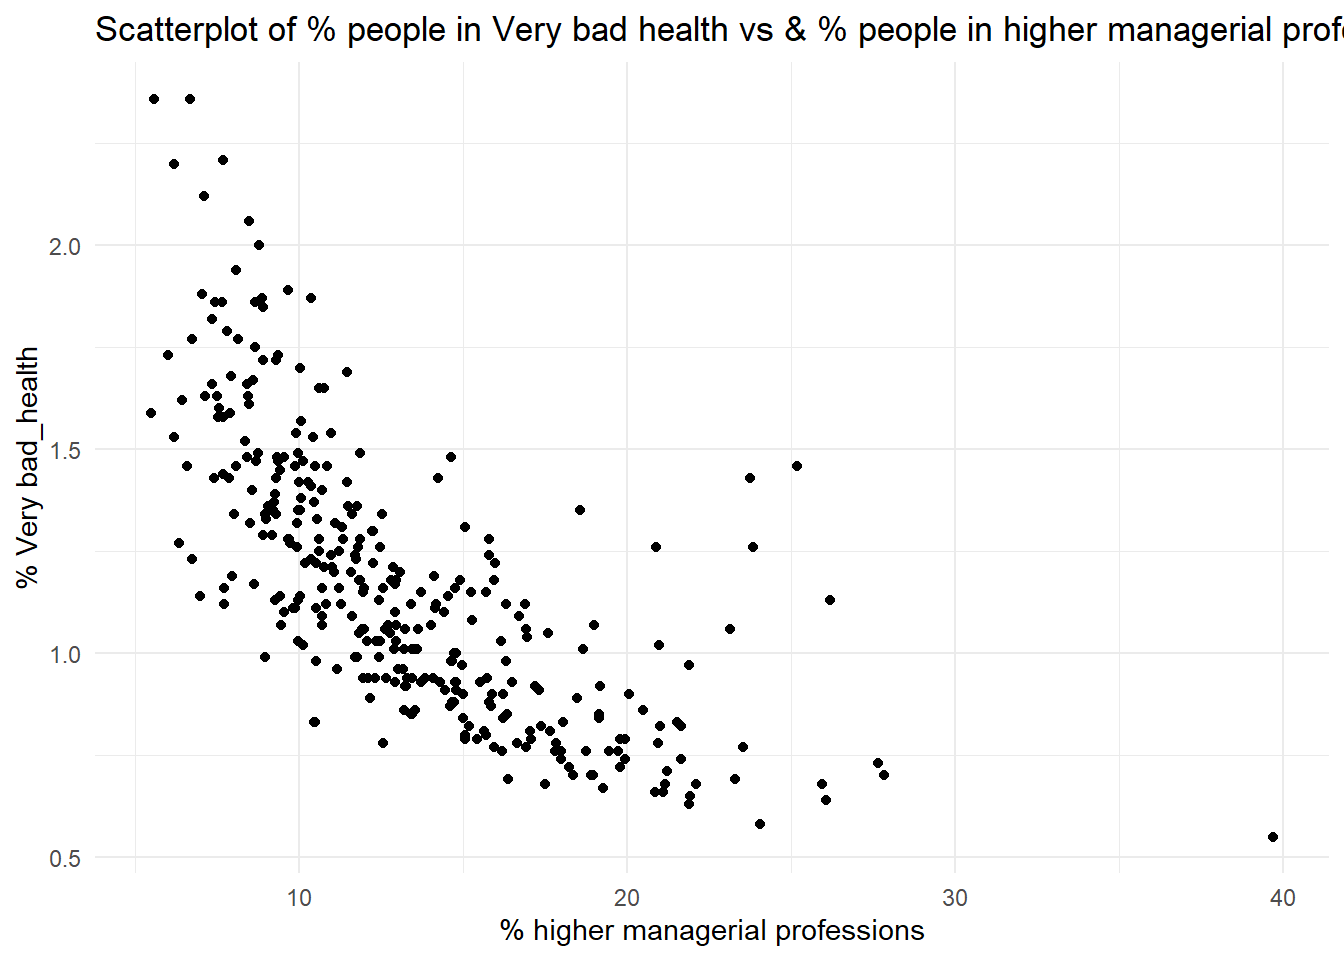 Scatterplot of % people in Very bad health vs & % people in higher managerial profe
2.0
1.5
1.0
0.5
% Very bad_health
10 20 30 40
% higher managerial professions